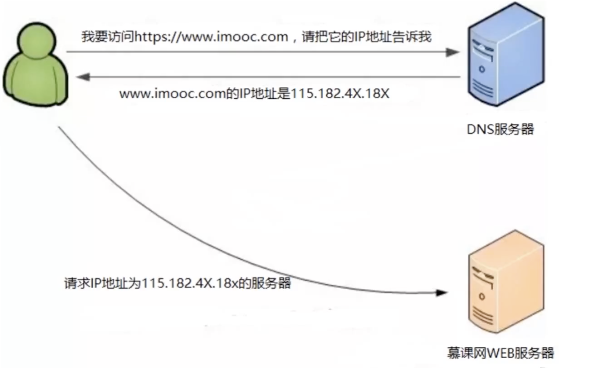 我要访问https://www.imooc.com，请把它的IP地址告诉我
www.imooc.com的IP地址是115.182.4X.18X
DNS服务器
请求IP地址为115.182.4X.18x的服务器
慕课网WEB服务器